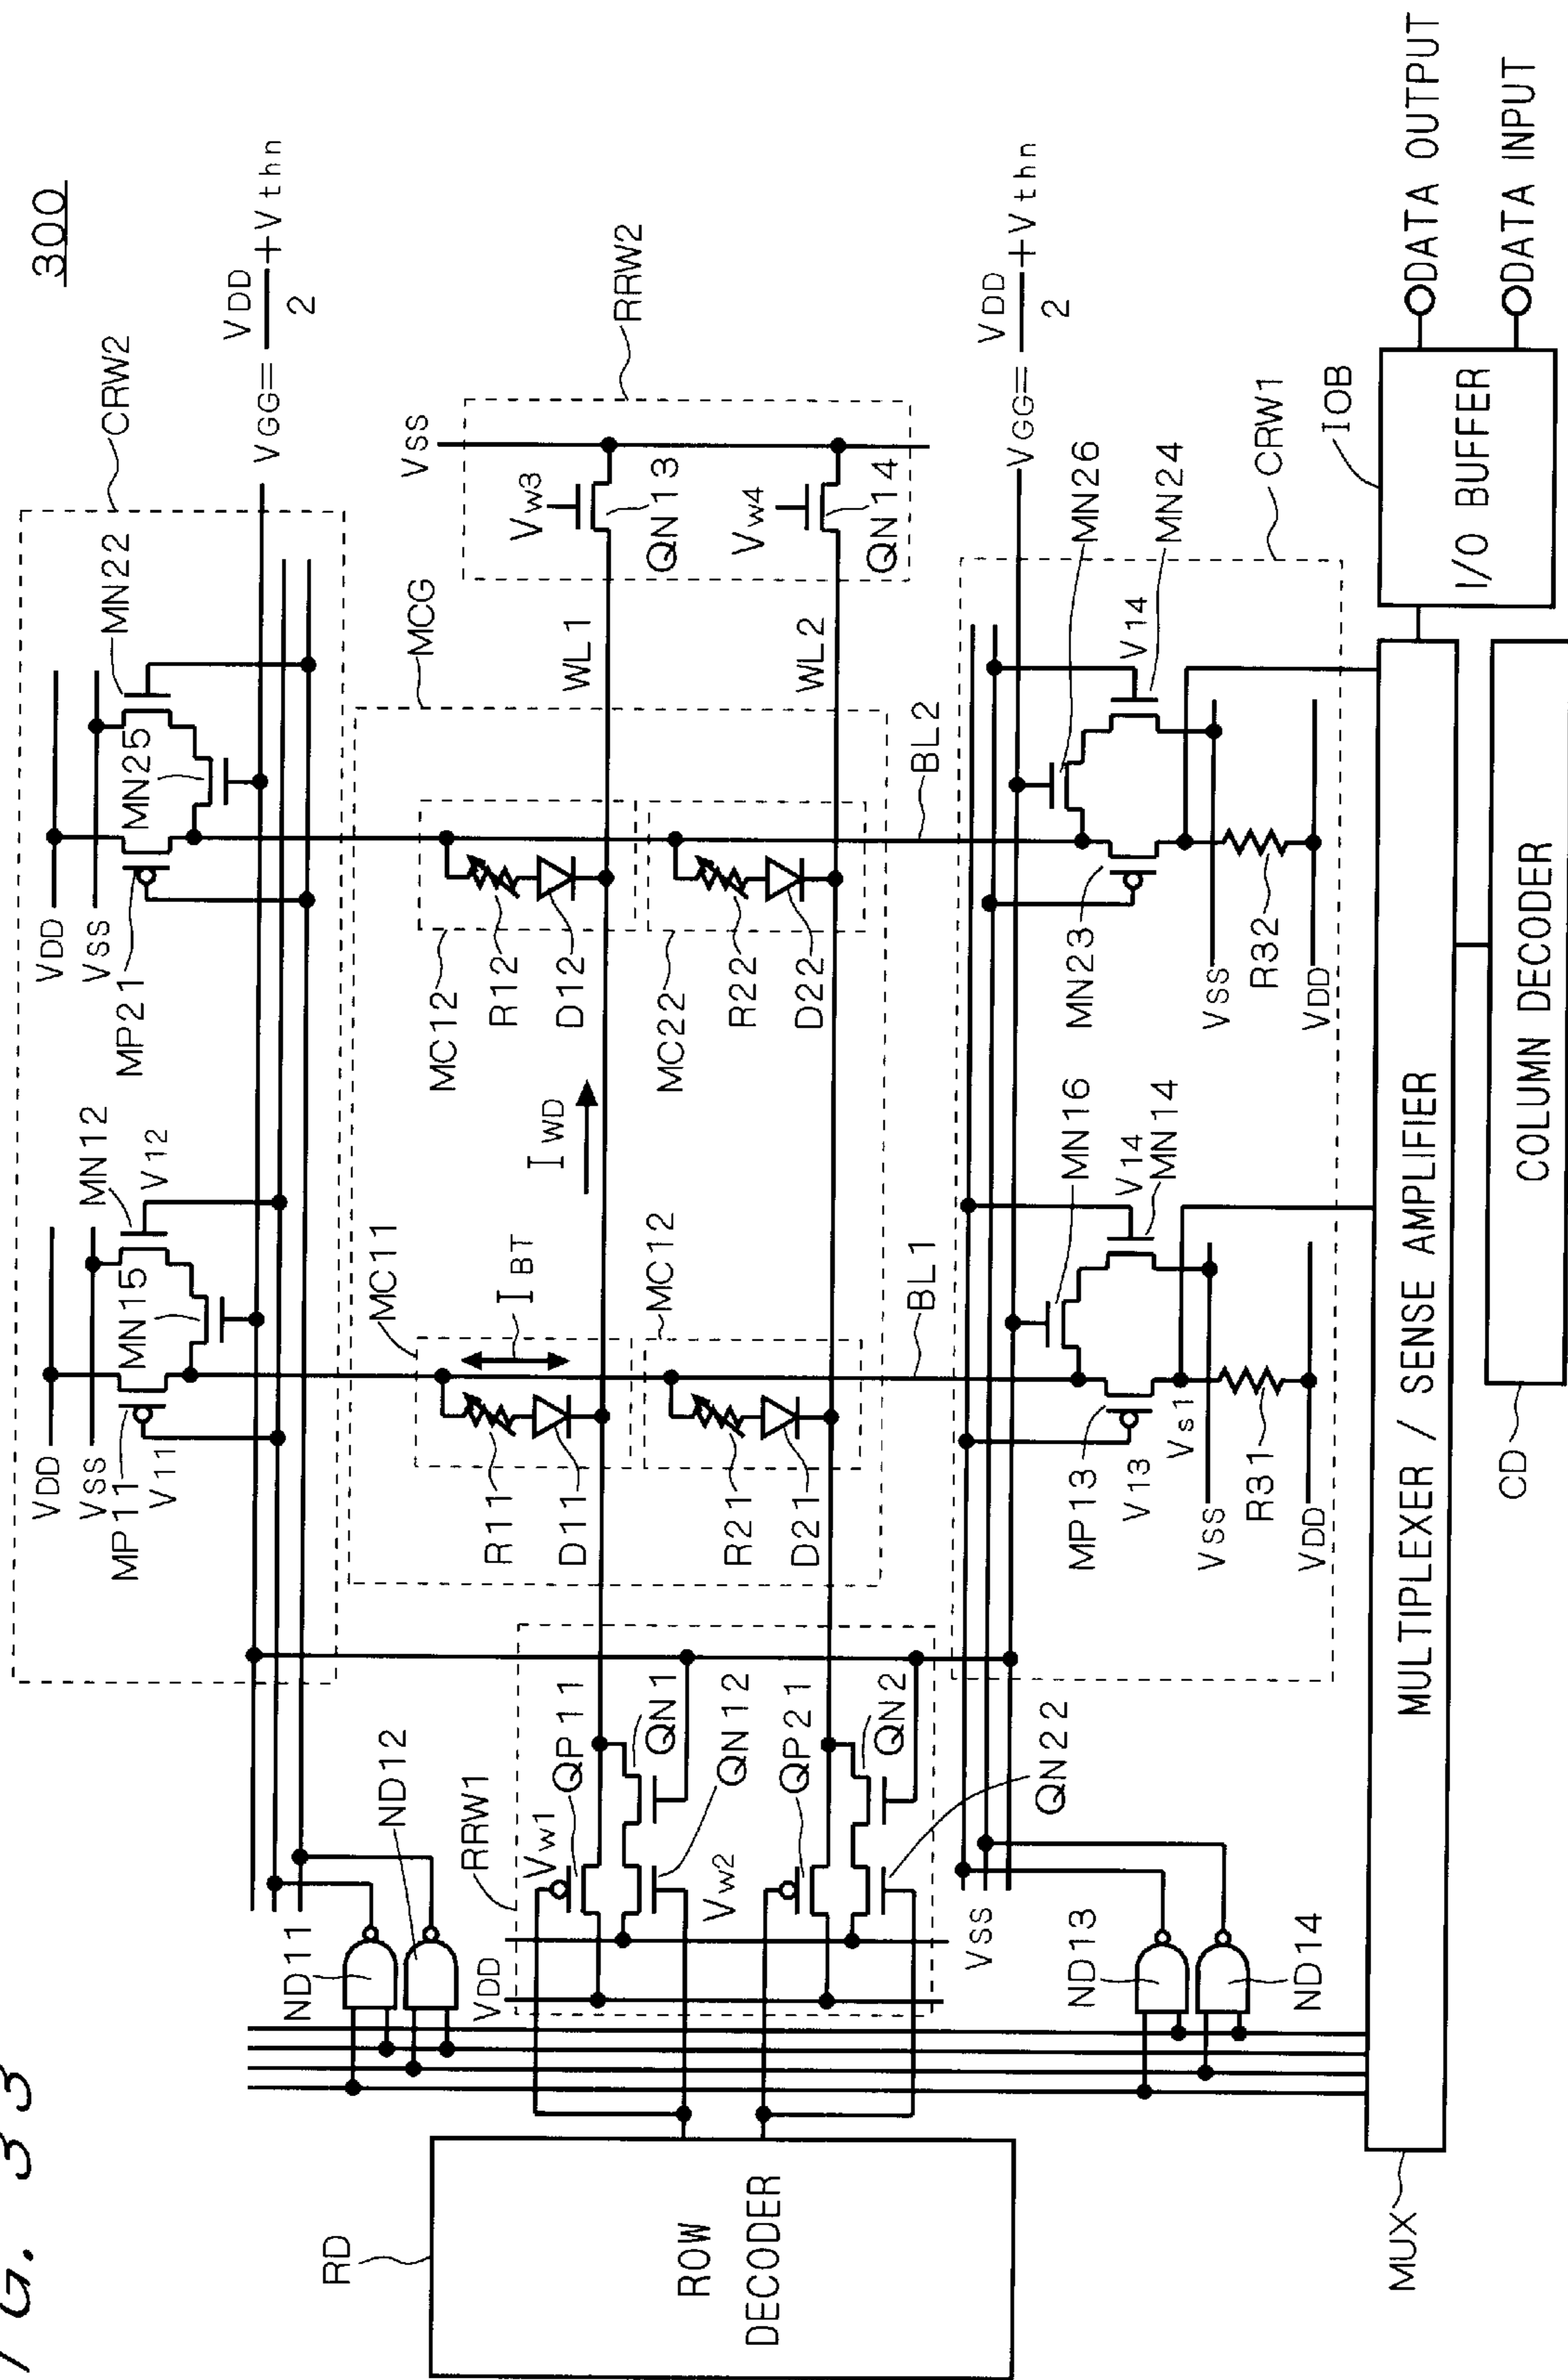 FIG. 33
300
CRW2
VDD
VSS
MP11
V11
MN15
MN12
V12
VDD
VSS
MP21
MN25
MN22
VGG= VDD/2 +Vthn
ND11
ND12
MCG
MC11
R11
D11
IBT
MC12
R21
D21
IWD
MC12
R12
D12
MC22
R22
D22
WL1
WL2
BL1
BL2
RRW2
VSS
Vw3
QN13
Vw4
QN14
RRW1
VDD
Vw1
QP11
QN1
Vw2
QN12
QP21
QN2
QN22
VSS
RD
ROW
DECODER
ND13
ND14
VGG= VDD/2 +Vthn
MP13
V13
Vs1
MN16
V14
MN14
VSS
R31
VDD
MN23
MN26
V14
MN24
VSS
R32
VDD
CRW1
MUX
MULTIPLEXER / SENSE AMPLIFIER
CD
COLUMN DECODER
IOB
I/O BUFFER
DATA OUTPUT
DATA INPUT